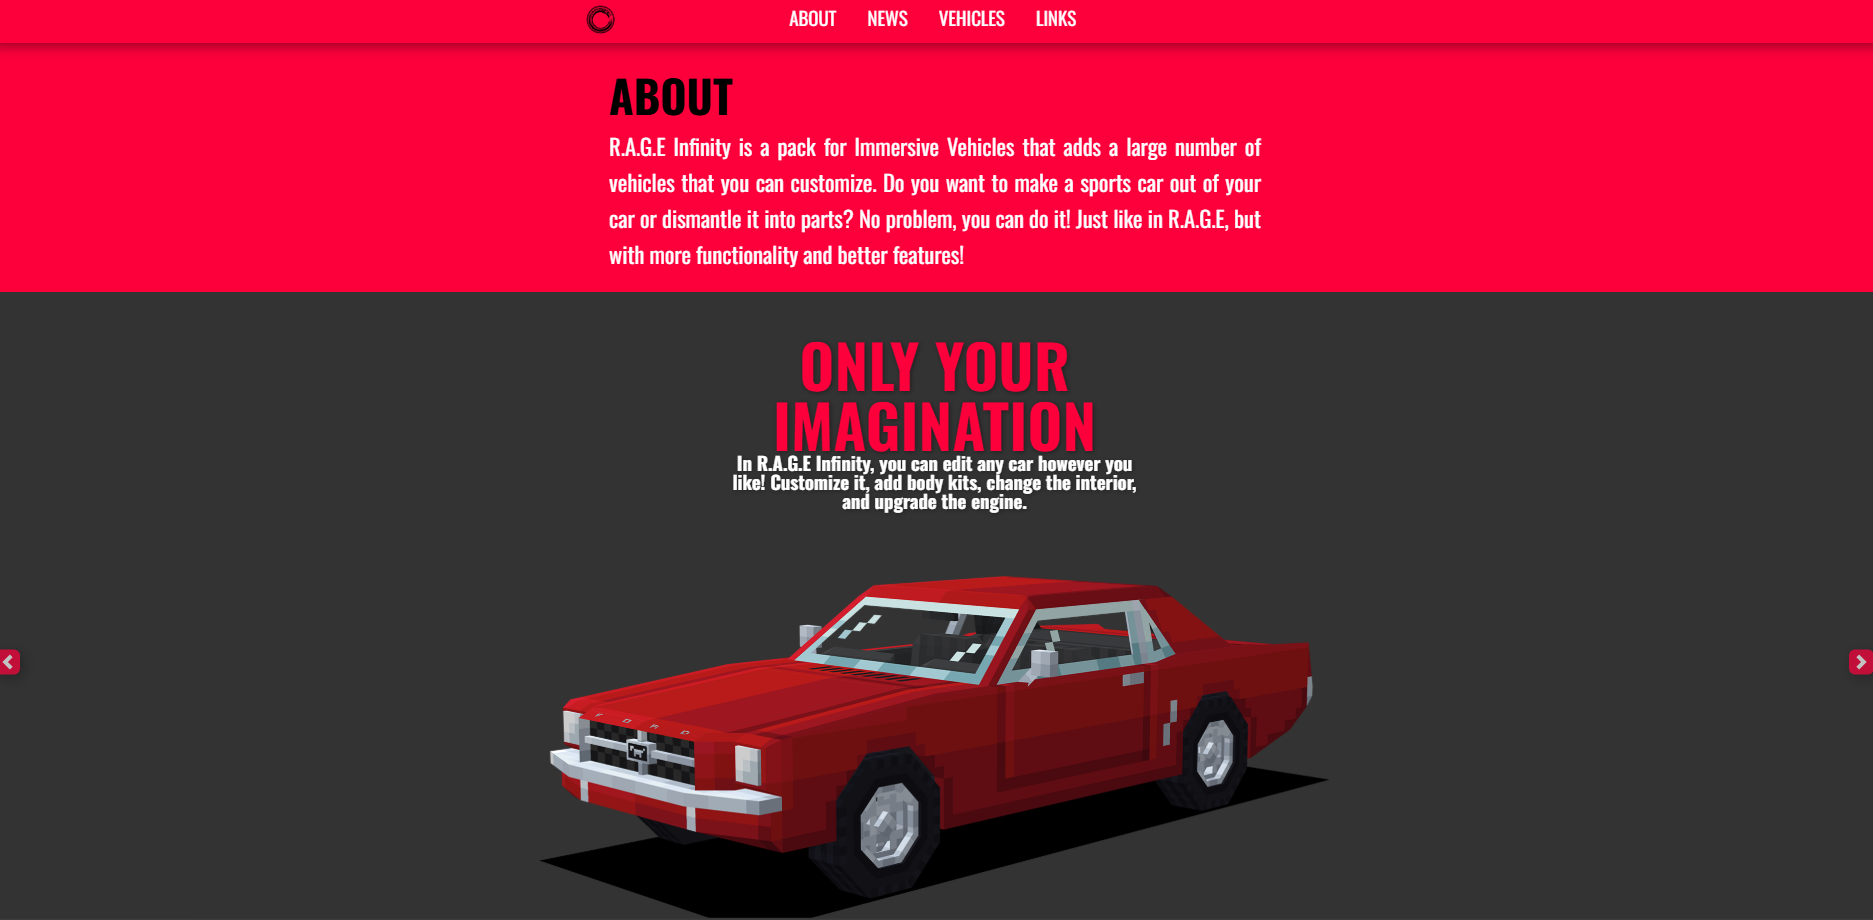 ABOUT NEWS VEHICLES LINKS
ABOUT
R.A.G.E Infinity is a pack for Immersive Vehicles that adds a large number of
vehicles that you can customize. Do you want to make a sports car out of your
car or dismantle it into parts? No problem, you can do it! Just like in R.A.G.E, but
with more functionality and better features!
ONLY YOUR
IMAGINATION
In R.A.G.E Infinity, you can edit any car however you
like! Customize it, add body kits, change the interior,
and upgrade the engine.
F O R D